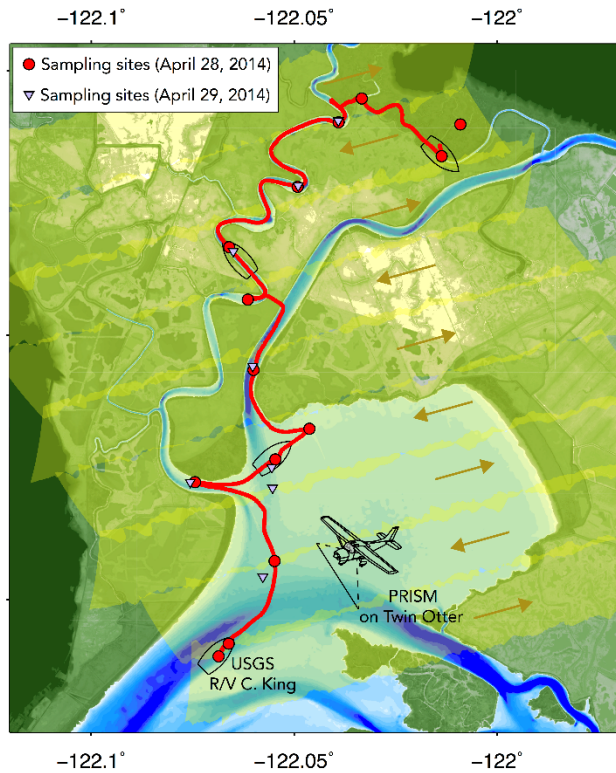 −122.1° −122.05° −122°
Sampling sites (April 28, 2014)
Sampling sites (April 29, 2014)
PRISM
on Twin Otter
USGS
R/V C. King
−122.1° −122.05° −122°